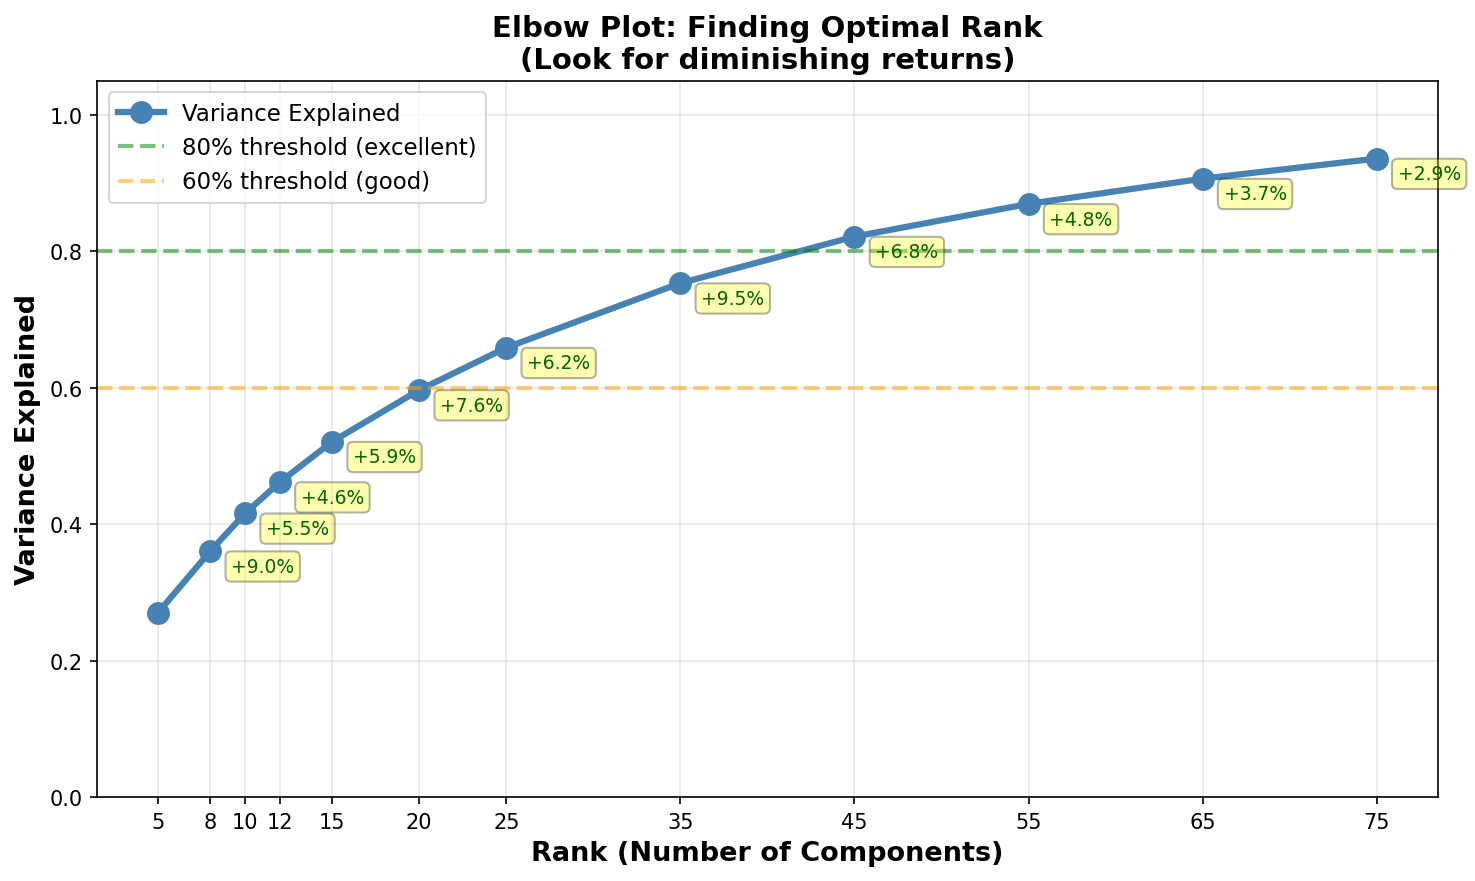 Elbow Plot: Finding Optimal Rank
(Look for diminishing returns)
Variance Explained
80% threshold (excellent)
60% threshold (good)
Variance Explained
1.0
0.8
0.6
0.4
0.2
0.0
+9.0%
+5.5%
+4.6%
+5.9%
+7.6%
+6.2%
+9.5%
+6.8%
+4.8%
+3.7%
+2.9%
5 8 10 12 15 20 25 35 45 55 65 75
Rank (Number of Components)